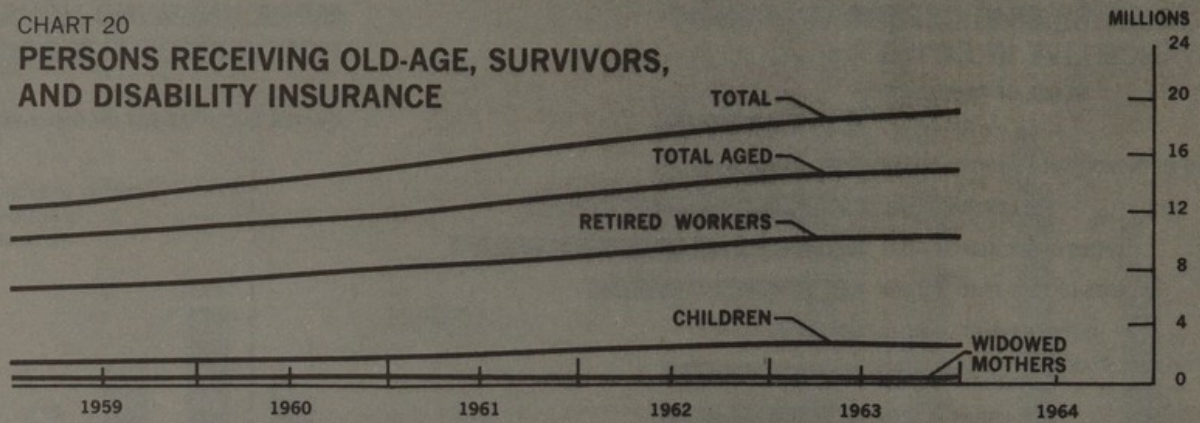 CHART 20
PERSONS RECEIVING OLD-AGE, SURVIVORS,
AND DISABILITY INSURANCE
MILLIONS
24
TOTAL
20
TOTAL AGED
16
RETIRED WORKERS
12
8
CHILDREN
4
WIDOWED
MOTHERS
0
1959 1960 1961 1962 1963 1964